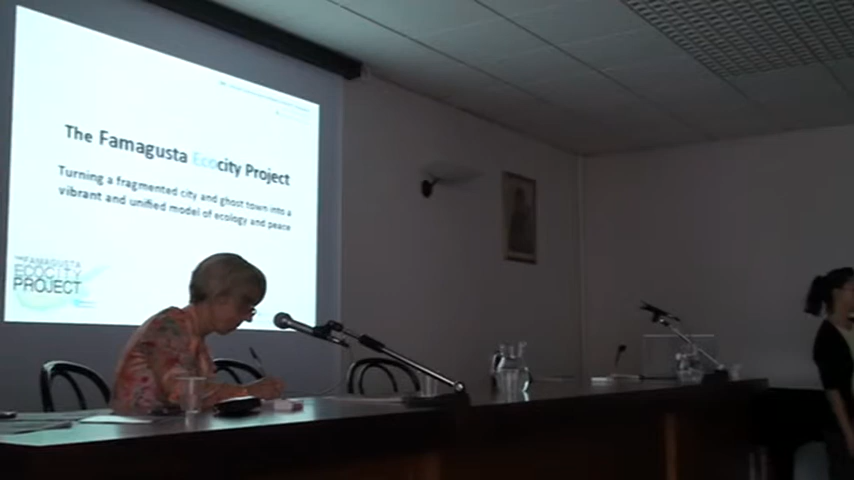 The Famagusta Ecocity Project
Turning a fragmented city and ghost town into a
vibrant and unified model of ecology and peace
THE FAMAGUSTA
ECOCITY
PROJECT